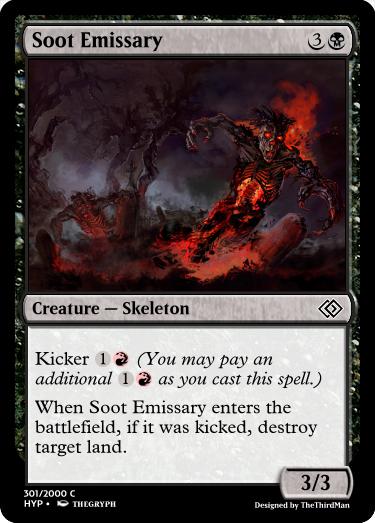 Soot Emissary 3
Creature — Skeleton
Kicker 1 (You may pay an
additional 1 as you cast this spell.)
When Soot Emissary enters the
battlefield, if it was kicked, destroy
target land.
3/3
301/2000 C
HYP • THEGRYPH
Designed by TheThirdMan